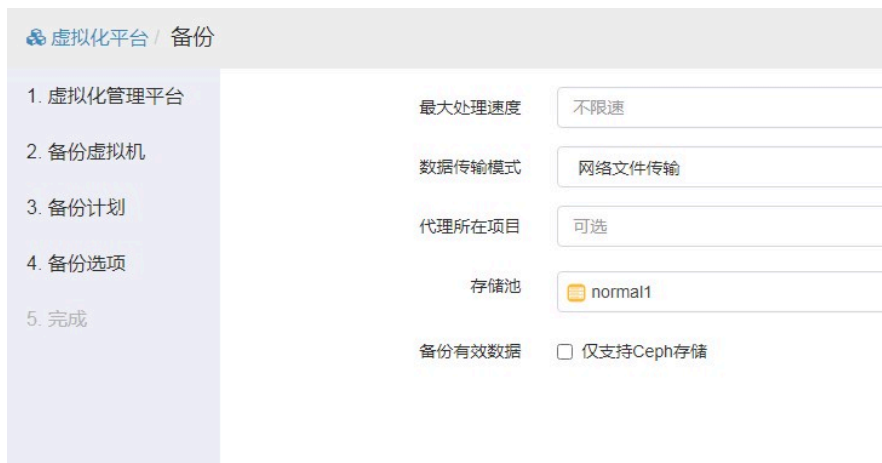 虚拟化平台 / 备份
1. 虚拟化管理平台
2. 备份虚拟机
3. 备份计划
4. 备份选项
5. 完成
最大处理速度 不限速
数据传输模式 网络文件传输
代理所在项目 可选
存储池 normal1
备份有效数据 仅支持Ceph存储